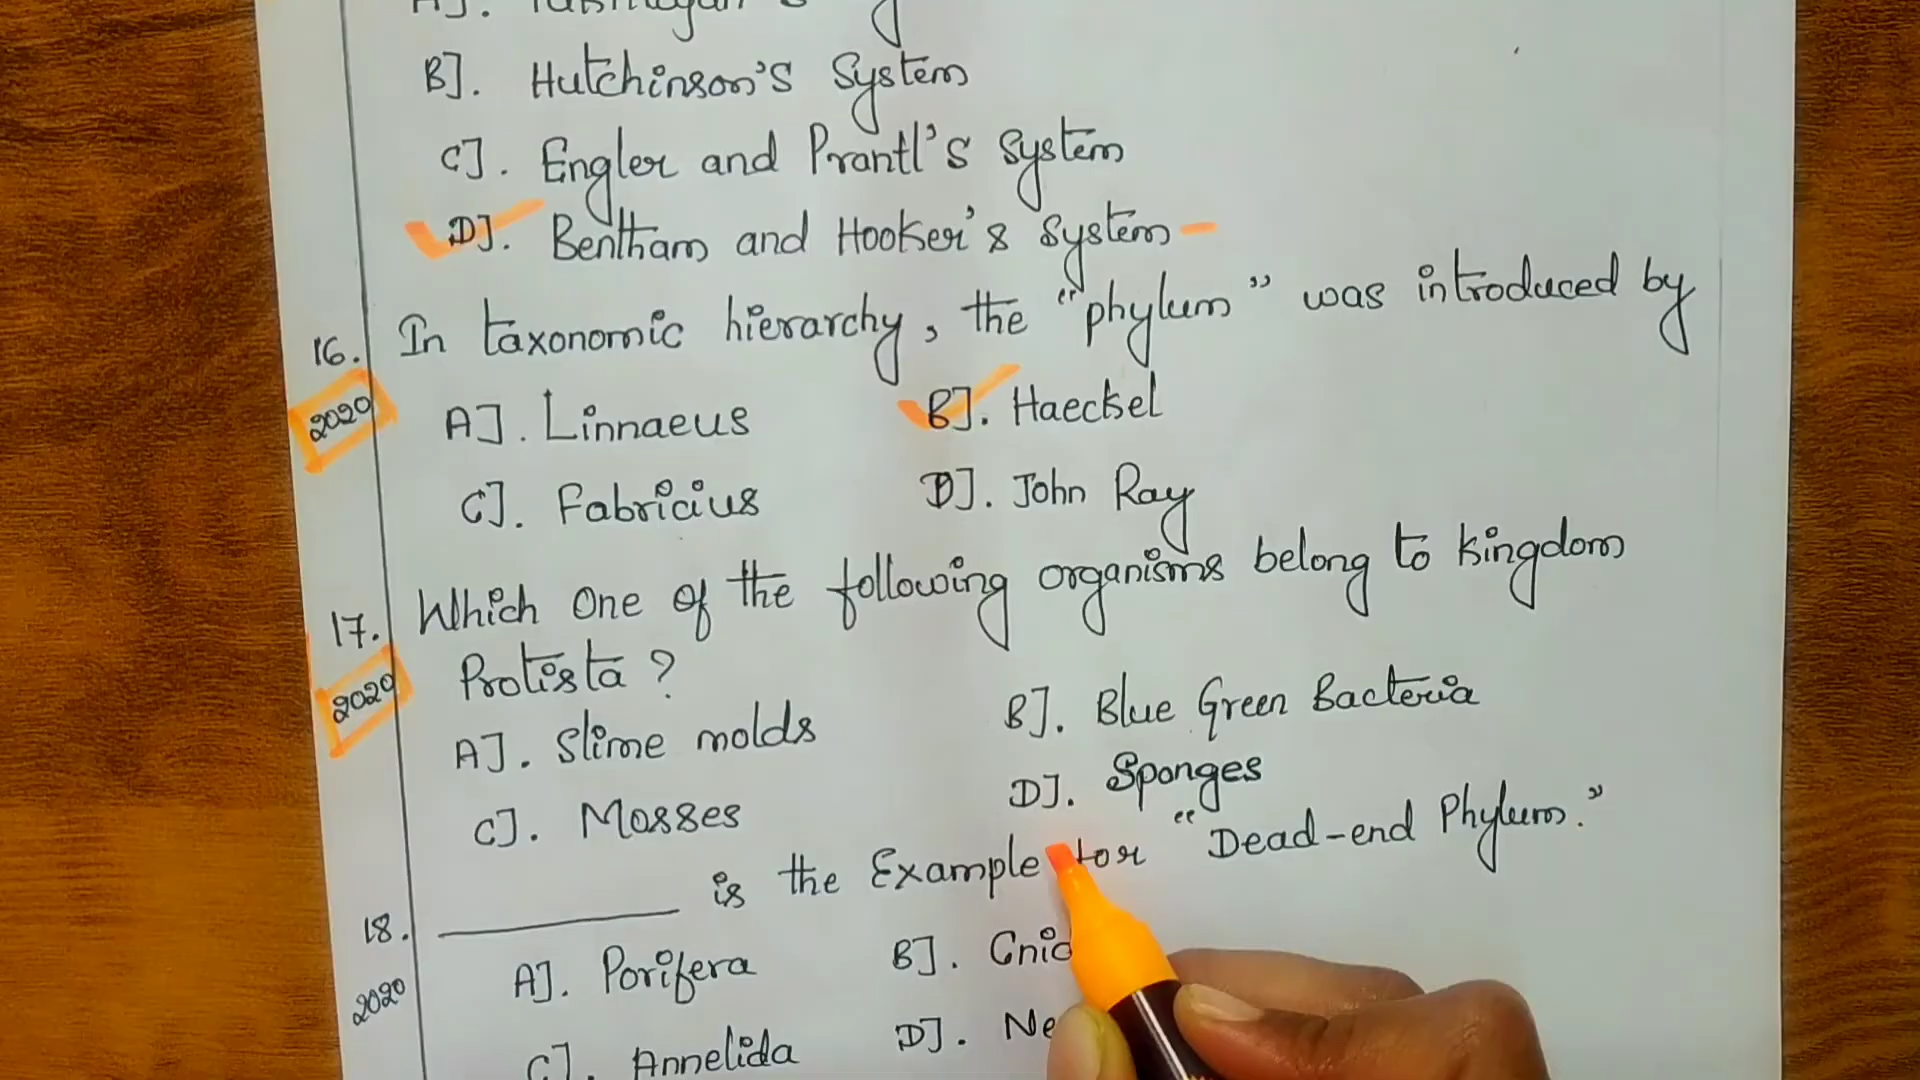 B]. Hutchinson's System
C]. Engler and Prantl's System
D]. Bentham and Hooker's System
16. In taxonomic hierarchy, the "phylum" was introduced by
2020
A]. Linnaeus B]. Haeckel
C]. Fabricius D]. John Ray
17. Which One of the following organisms belong to kingdom
2020
Protista?
A]. Slime molds B]. Blue Green Bacteria
C]. Mosses D]. Sponges
18. ________ is the Example for "Dead-end Phylum."
2020
A]. Porifera B].
C]. Annelida D].